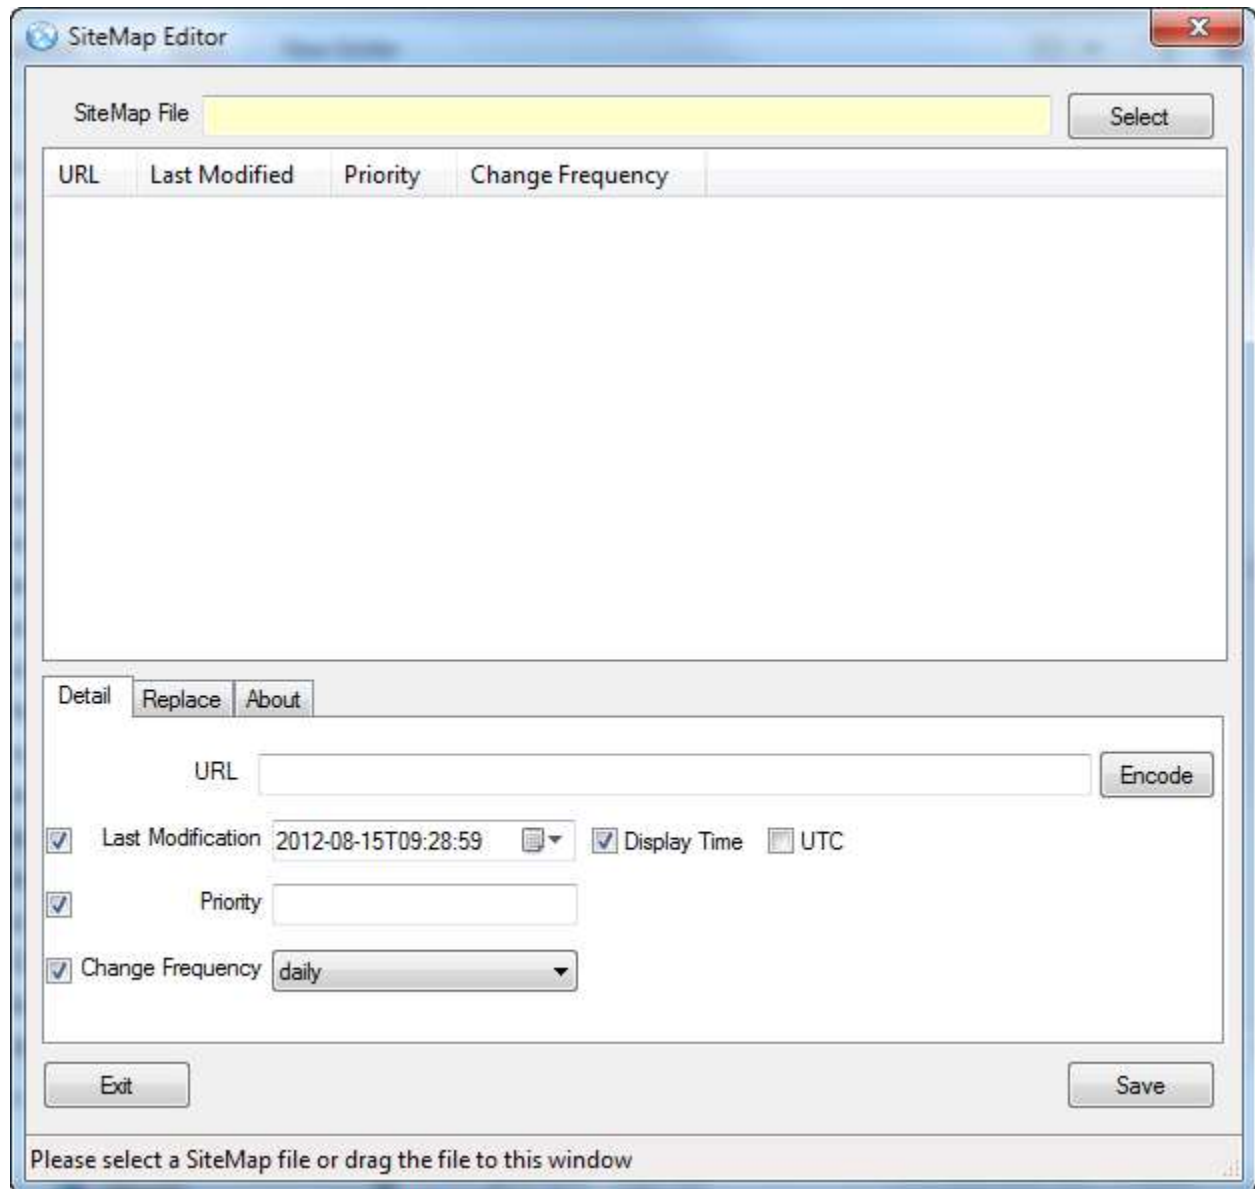 SiteMap Editor
SiteMap File Select
URL Last Modified Priority Change Frequency
Detail Replace About
URL Encode
Last Modification 2012-08-15T09:28:59 Display Time UTC
Priority
Change Frequency daily
Exit Save
Please select a SiteMap file or drag the file to this window